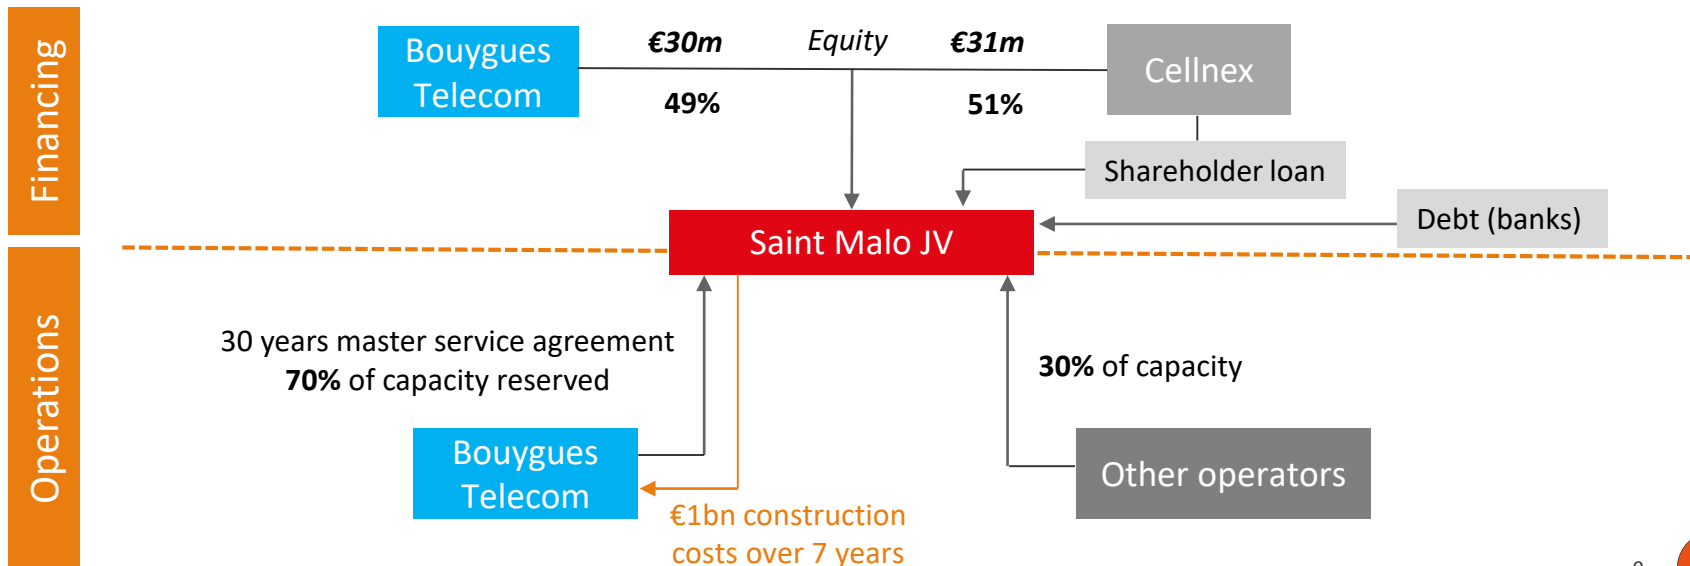 Financing
Bouygues
Telecom
€30m
Equity
€31m
49%
51%
Cellnex
Shareholder loan
Debt (banks)
Saint Malo JV
Operations
30 years master service agreement
70% of capacity reserved
30% of capacity
Bouygues
Telecom
Other operators
€1bn construction
costs over 7 years